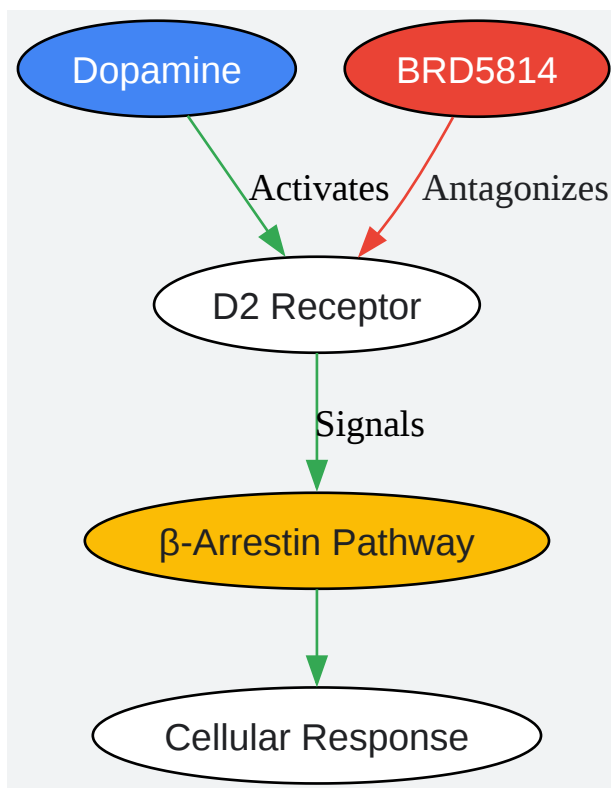 Dopamine
BRD5814
Activates
Antagonizes
D2 Receptor
Signals
β-Arrestin Pathway
Cellular Response